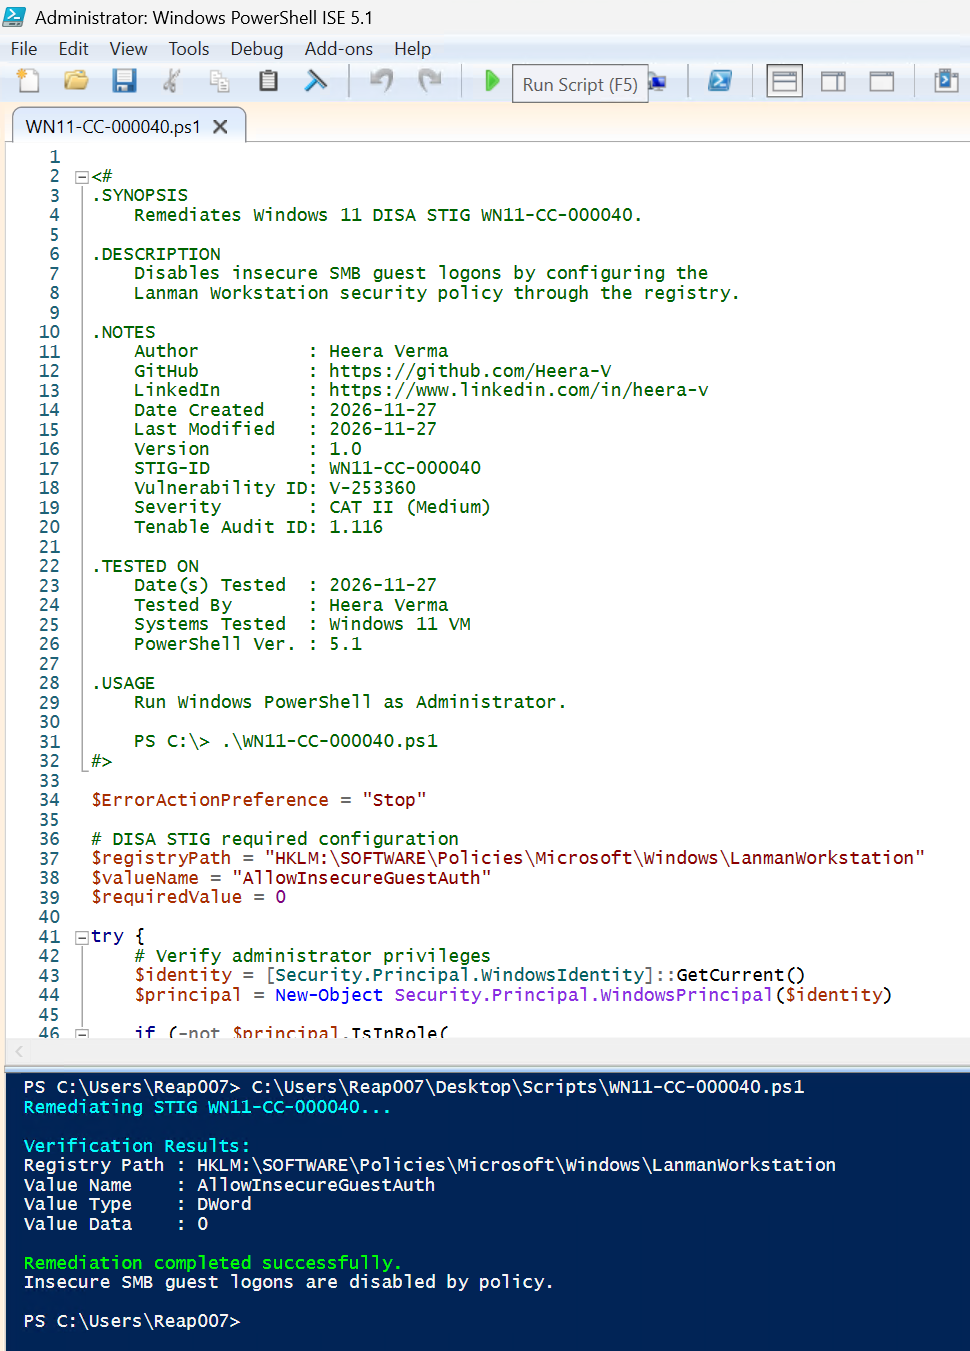 Administrator: Windows PowerShell ISE 5.1
File Edit View Tools Debug Add-ons Help
Run Script (F5)
WN11-CC-000040.ps1
1
2 <#
3 .SYNOPSIS
4 Remediates Windows 11 DISA STIG WN11-CC-000040.
5
6 .DESCRIPTION
7 Disables insecure SMB guest logons by configuring the
8 Lanman Workstation security policy through the registry.
9
10 .NOTES
11 Author : Heera Verma
12 GitHub : https://github.com/Heera-V
13 LinkedIn : https://www.linkedin.com/in/heera-v
14 Date Created : 2026-11-27
15 Last Modified : 2026-11-27
16 Version : 1.0
17 STIG-ID : WN11-CC-000040
18 Vulnerability ID: V-253360
19 Severity : CAT II (Medium)
20 Tenable Audit ID: 1.116
21
22 .TESTED ON
23 Date(s) Tested : 2026-11-27
24 Tested By : Heera Verma
25 Systems Tested : Windows 11 VM
26 PowerShell Ver. : 5.1
27
28 .USAGE
29 Run Windows PowerShell as Administrator.
30
31 PS C:\> .\WN11-CC-000040.ps1
32 #>
33
34 $ErrorActionPreference = "Stop"
35
36 # DISA STIG required configuration
37 $registryPath = "HKLM:\SOFTWARE\Policies\Microsoft\Windows\LanmanWorkstation"
38 $valueName = "AllowInsecureGuestAuth"
39 $requiredValue = 0
40
41 try {
42 # Verify administrator privileges
43 $identity = [Security.Principal.WindowsIdentity]::GetCurrent()
44 $principal = New-Object Security.Principal.WindowsPrincipal($identity)
45
46 if (-not $principal.IsInRole(
PS C:\Users\Reap007> C:\Users\Reap007\Desktop\Scripts\WN11-CC-000040.ps1
Remediating STIG WN11-CC-000040...
Verification Results:
Registry Path : HKLM:\SOFTWARE\Policies\Microsoft\Windows\LanmanWorkstation
Value Name : AllowInsecureGuestAuth
Value Type : DWord
Value Data : 0
Remediation completed successfully.
Insecure SMB guest logons are disabled by policy.
PS C:\Users\Reap007>